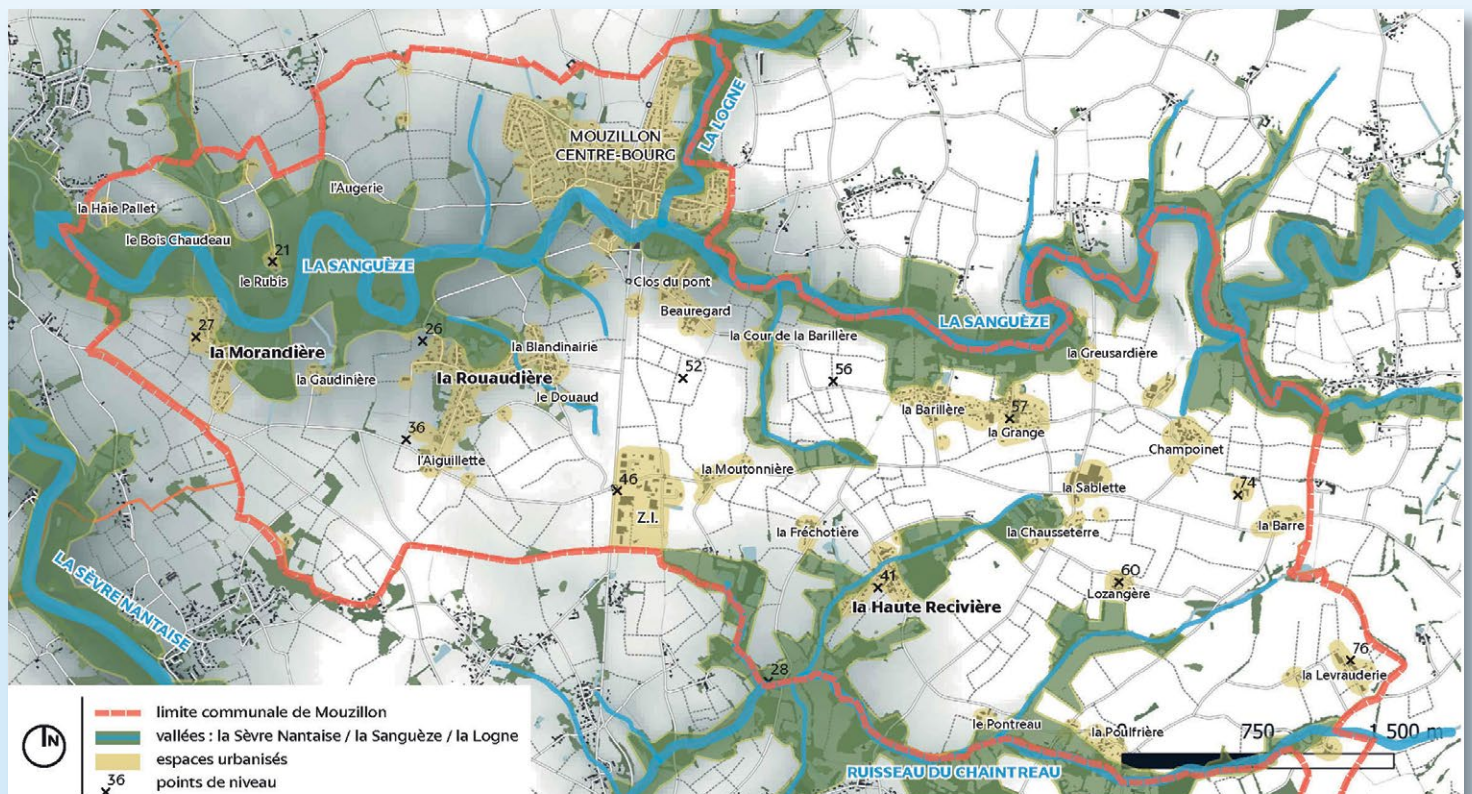 MOUZILLON
CENTRE-BOURG
LA LOGNE
l'Augerie
la Haie Pallet
le Bois Chaudeau
21
le Rubis
LA SANGUÈZE
Clos du pont
Beauregard
27
la Morandière
26
la Gaudinière
la Rouaudière
la Blandinairie
le Douaud
52
la Cour de la Barillère
56
LA SANGUÈZE
la Greusardière
la Barillère
57
la Grange
36
l'Aiguillette
46
Z.I.
la Moutonnière
Champoinet
la Sablette
74
la Barre
la Fréchotière
la Chausseterre
41
la Haute Recivière
60
Lozangère
LA SÈVRE NANTAISE
28
76
la Levrauderie
le Pontreau
la Poulfrière
RUISSEAU DU CHAINTREAU
0 750 1 500 m
N
limite communale de Mouzillon
vallées : la Sèvre Nantaise / la Sanguèze / la Logne
espaces urbanisés
36 points de niveau